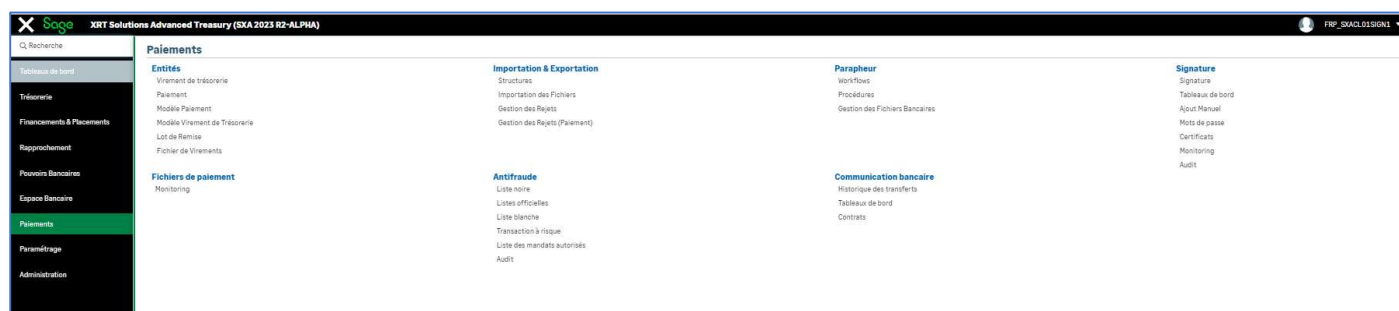 Sage XRT Solutions Advanced Treasury (SXA 2023 R2-ALPHA) FRP_SXACL01SIGN1
Recherche
Tableaux de bord
Trésorerie
Financements & Placements
Rapprochement
Pouvoirs Bancaires
Espace Bancaire
Paiements
Paramétrage
Administration
Paiements
Entités
Virement de trésorerie
Paiement
Modèle Paiement
Modèle Virement de Trésorerie
Lot de Remise
Fichier de Virements
Importation & Exportation
Structures
Importation des Fichiers
Gestion des Rejets
Gestion des Rejets (Paiement)
Parapheur
Workflows
Procédures
Gestion des Fichiers Bancaires
Signature
Signature
Tableaux de bord
Ajout Manuel
Mots de passe
Certificats
Monitoring
Audit
Fichiers de paiement
Monitoring
Antifraude
Liste noire
Listes officielles
Liste blanche
Transaction à risque
Liste des mandats autorisés
Audit
Communication bancaire
Historique des transferts
Tableaux de bord
Contrats